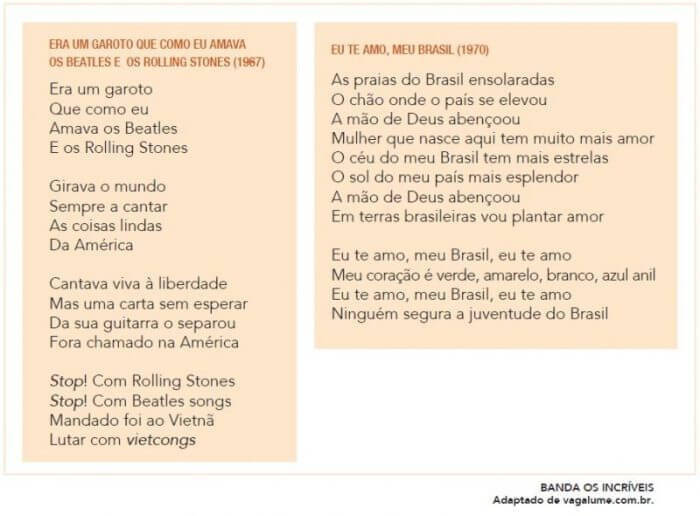 ERA UM GAROTO QUE COMO EU AMAVA
OS BEATLES E OS ROLLING STONES (1967)
Era um garoto
Que como eu
Amava os Beatles
E os Rolling Stones
Girava o mundo
Sempre a cantar
As coisas lindas
Da América
Cantava viva à liberdade
Mas uma carta sem esperar
Da sua guitarra o separou
Fora chamado na América
Stop! Com Rolling Stones
Stop! Com Beatles songs
Mandado foi ao Vietnã
Lutar com vietcongs
EU TE AMO, MEU BRASIL (1970)
As praias do Brasil ensolaradas
O chão onde o país se elevou
A mão de Deus abençoou
Mulher que nasce aqui tem muito mais amor
O céu do meu Brasil tem mais estrelas
O sol do meu país mais esplendor
A mão de Deus abençoou
Em terras brasileiras vou plantar amor
Eu te amo, meu Brasil, eu te amo
Meu coração é verde, amarelo, branco, azul anil
Eu te amo, meu Brasil, eu te amo
Ninguém segura a juventude do Brasil
BANDA OS INCRÍVEIS
Adaptado de vagalume.com.br.